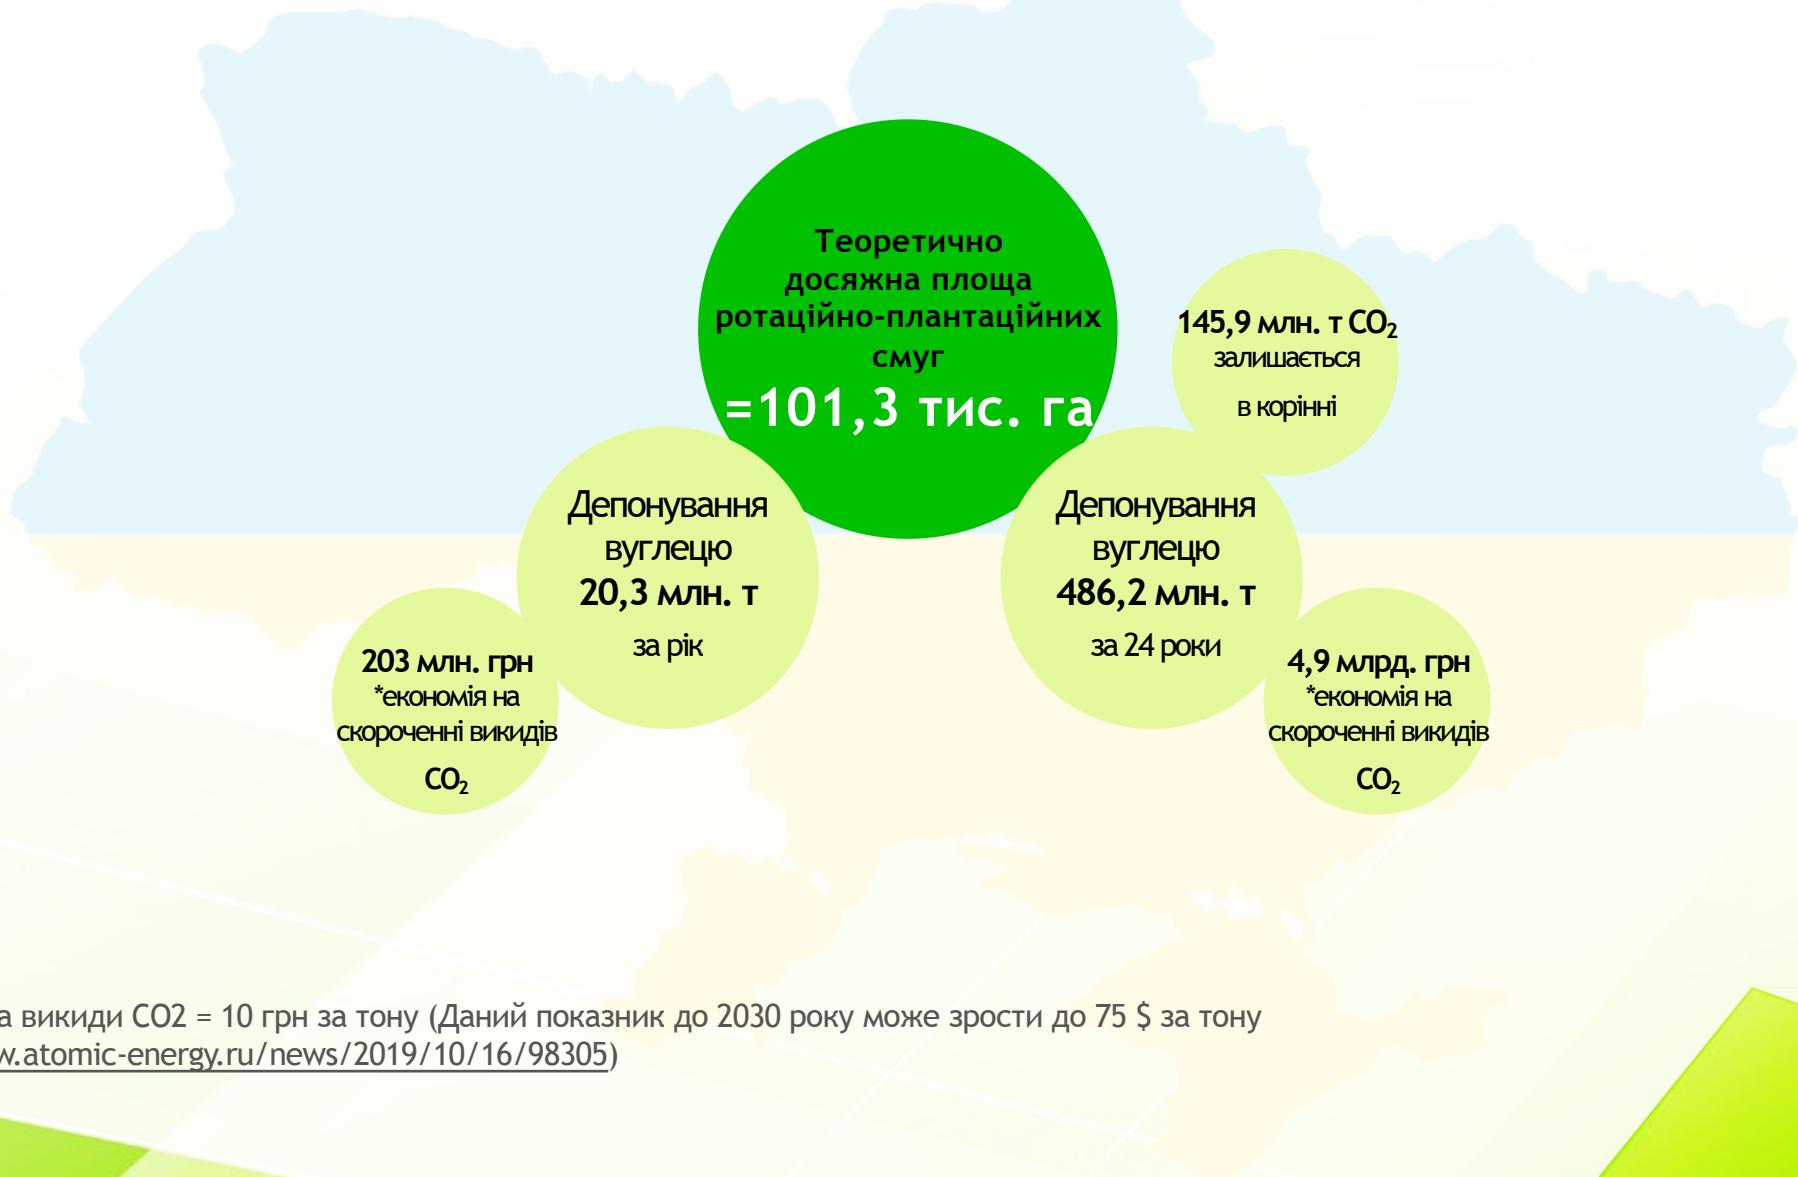 Теоретично
досяжна площа
ротаційно-плантаційних
смуг
=101,3 тис. га
145,9 млн. т CO₂
залишається
в корінні
Депонування
вуглецю
20,3 млн. т
за рік
Депонування
вуглецю
486,2 млн. т
за 24 роки
203 млн. грн
*економія на
скороченні викидів
CO₂
4,9 млрд. грн
*економія на
скороченні викидів
CO₂
а викиди CO2 = 10 грн за тону (Даний показник до 2030 року може зрости до 75 $ за тону
w.atomic-energy.ru/news/2019/10/16/98305)